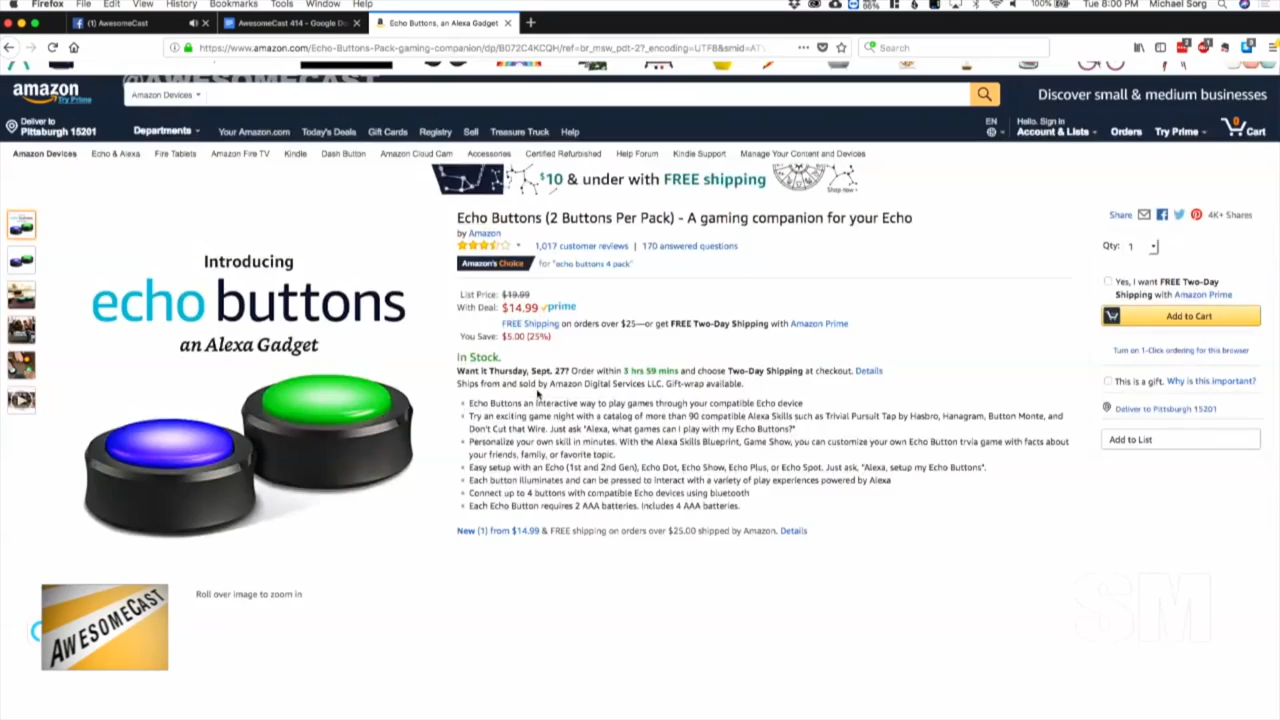 Firefox File Edit View History Bookmarks Tools Window Help 100% Tue 8:00 PM Michael Sorg
(1) AwesomeCast AwesomeCast 414 - Google Do Echo Buttons, an Alexa Gadget
https://www.amazon.com/Echo-Buttons-Pack-gaming-companion/dp/B072C4KCQH/ref=br_msw_pdt-2?_encoding=UTF8&smid=AT Search
@AWESOMECAST
amazon
Try Prime
Amazon Devices
Discover small & medium businesses
Deliver to
Pittsburgh 15201
Departments Your Amazon.com Today's Deals Gift Cards Registry Sell Treasure Truck Help
EN
Hello. Sign in
Account & Lists Orders Try Prime 0 Cart
Amazon Devices Echo & Alexa Fire Tablets Amazon Fire TV Kindle Dash Button Amazon Cloud Cam Accessories Certified Refurbished Help Forum Kindle Support Manage Your Content and Devices
$10 & under with FREE shipping Shop now ›
Introducing
echo buttons
an Alexa Gadget
Roll over image to zoom in
AWESOMECAST
Echo Buttons (2 Buttons Per Pack) - A gaming companion for your Echo
by Amazon
1,017 customer reviews | 170 answered questions
Amazon's Choice for "echo buttons 4 pack"
List Price: $19.99
With Deal: $14.99 prime
FREE Shipping on orders over $25—or get FREE Two-Day Shipping with Amazon Prime
You Save: $5.00 (25%)
In Stock.
Want it Thursday, Sept. 27? Order within 3 hrs 59 mins and choose Two-Day Shipping at checkout. Details
Ships from and sold by Amazon Digital Services LLC. Gift-wrap available.
Echo Buttons an interactive way to play games through your compatible Echo device
Try an exciting game night with a catalog of more than 90 compatible Alexa Skills such as Trivial Pursuit Tap by Hasbro, Hanagram, Button Monte, and
Don't Cut that Wire. Just ask "Alexa, what games can I play with my Echo Buttons?"
Personalize your own skill in minutes. With the Alexa Skills Blueprint, Game Show, you can customize your own Echo Button trvia game with facts about
your friends, family, or favorite topic.
Easy setup with an Echo (1st and 2nd Gen), Echo Dot, Echo Show, Echo Plus, or Echo Spot. Just ask, "Alexa, setup my Echo Buttons".
Each button illuminates and can be pressed to interact with a variety of play experiences powered by Alexa
Connect up to 4 buttons with compatible Echo devices using bluetooth
Each Echo Button requires 2 AAA batteries. Includes 4 AAA batteries.
New (1) from $14.99 & FREE shipping on orders over $25.00 shipped by Amazon. Details
Share 4K+ Shares
Qty: 1
Yes, I want FREE Two-Day
Shipping with Amazon Prime
Add to Cart
Turn on 1-Click ordering for this browser
This is a gift. Why is this important?
Deliver to Pittsburgh 15201
Add to List
SM